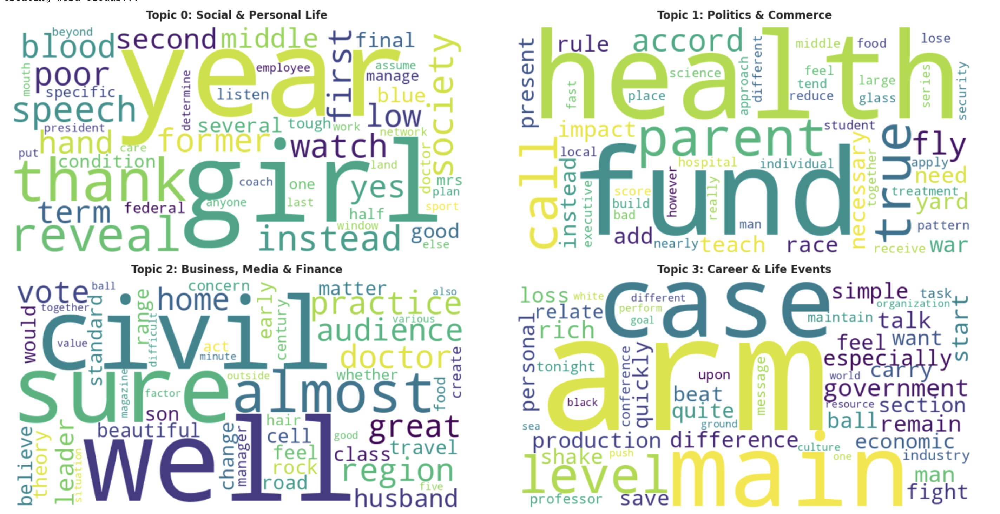 Creating word clouds...
Topic 0: Social & Personal Life
beyond
blood
second
middle
first
final
society
year
mouth
poor
employee
assume
manage
specific
determine
listen
blue
speech
low
president
several
tough
work
network
hand
former
watch
put
care
condition
thank
girl
land
doctor
coach
one
yes
mrs
plan
anyone
last
sport
term
federal
half
window
reveal
instead
good
else
Topic 1: Politics & Commerce
present
rule
accord
different
middle
food
lose
health
science
approach
feel
tend
large
series
security
fast
place
reduce
glass
impact
parent
student
true
fly
call
local
instead
hospital
individual
necessary
together
apply
need
fund
executive
score
however
really
treatment
build
yard
bad
man
pattern
add
nearly
teach
race
receive
war
Topic 2: Business, Media & Finance
vote
ball
concern
matter
also
together
standard
range
home
early
practice
would
civil
century
various
difficult
audience
value
act
minute
doctor
create
sure
magazine
outside
almost
whether
food
factor
son
hair
great
believe
theory
leader
beautiful
change
manager
cell
good
situation
well
feel
class
travel
rock
region
road
five
husband
Topic 3: Career & Life Events
loss
white
case
different
simple
task
organization
relate
perform
goal
maintain
talk
start
personal
rich
feel
want
arm
especially
tonight
conference
quickly
message
upon
world
carry
black
beat
government
quite
resource
section
sea
ground
ball
remain
production
difference
culture
economic
shake
push
one
industry
level
main
man
professor
save
fight